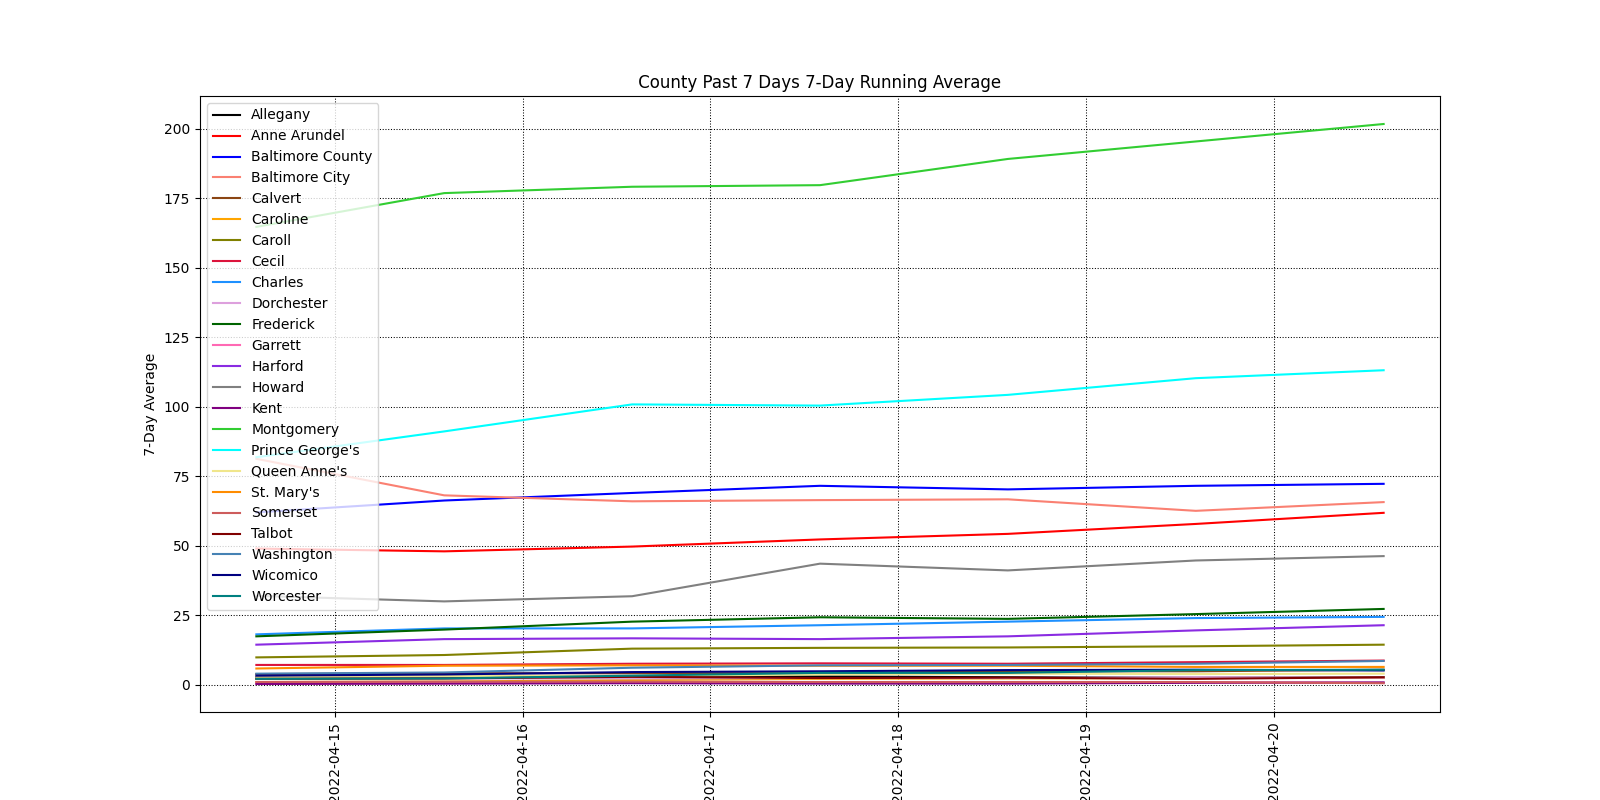 County Past 7 Days 7-Day Running Average
Allegany
Anne Arundel
Baltimore County
Baltimore City
Calvert
Caroline
Caroll
Cecil
Charles
Dorchester
Frederick
Garrett
Harford
Howard
Kent
Montgomery
Prince George's
Queen Anne's
St. Mary's
Somerset
Talbot
Washington
Wicomico
Worcester
7-Day Average
200
175
150
125
100
75
50
25
0
2022-04-15
2022-04-16
2022-04-17
2022-04-18
2022-04-19
2022-04-20